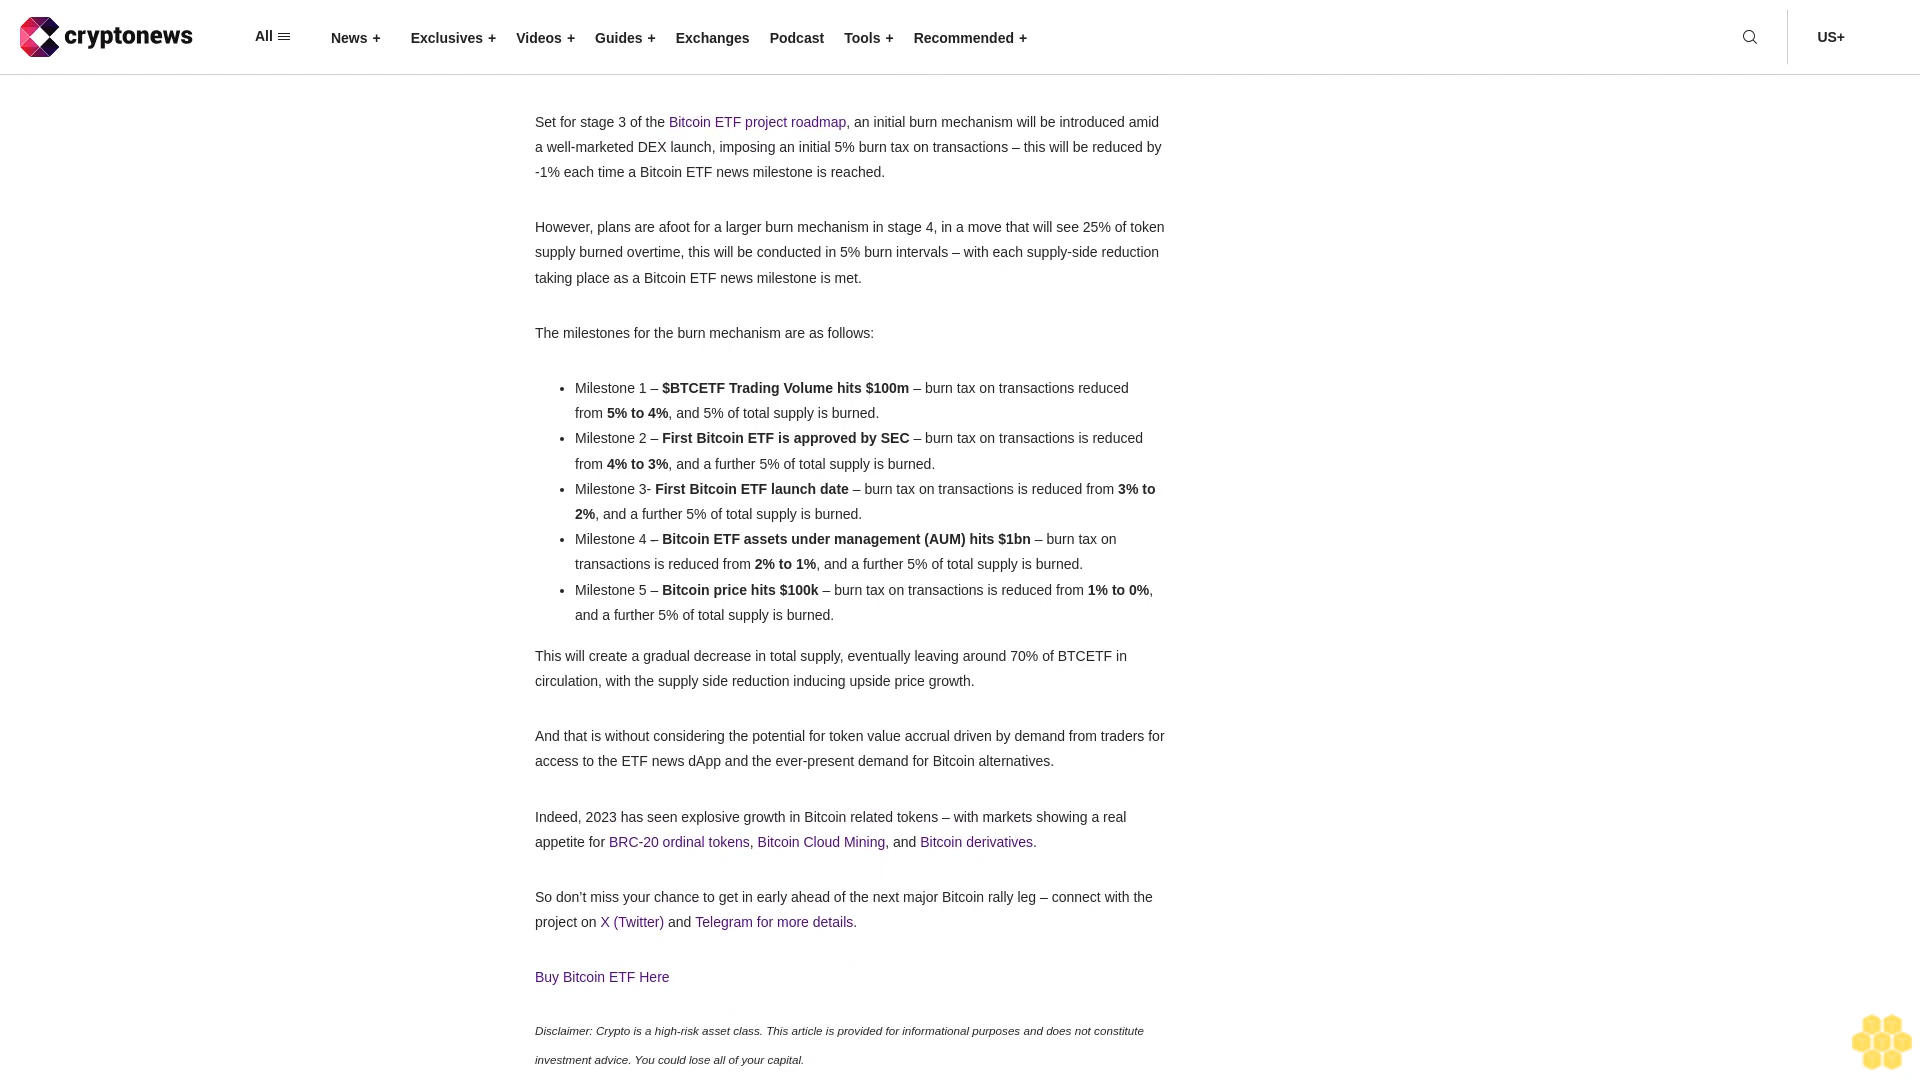 cryptonews All News + Exclusives + Videos + Guides + Exchanges Podcast Tools + Recommended + US+
Set for stage 3 of the Bitcoin ETF project roadmap, an initial burn mechanism will be introduced amid
a well-marketed DEX launch, imposing an initial 5% burn tax on transactions – this will be reduced by
-1% each time a Bitcoin ETF news milestone is reached.
However, plans are afoot for a larger burn mechanism in stage 4, in a move that will see 25% of token
supply burned overtime, this will be conducted in 5% burn intervals – with each supply-side reduction
taking place as a Bitcoin ETF news milestone is met.
The milestones for the burn mechanism are as follows:
• Milestone 1 – $BTCETF Trading Volume hits $100m – burn tax on transactions reduced
from 5% to 4%, and 5% of total supply is burned.
• Milestone 2 – First Bitcoin ETF is approved by SEC – burn tax on transactions is reduced
from 4% to 3%, and a further 5% of total supply is burned.
• Milestone 3- First Bitcoin ETF launch date – burn tax on transactions is reduced from 3% to
2%, and a further 5% of total supply is burned.
• Milestone 4 – Bitcoin ETF assets under management (AUM) hits $1bn – burn tax on
transactions is reduced from 2% to 1%, and a further 5% of total supply is burned.
• Milestone 5 – Bitcoin price hits $100k – burn tax on transactions is reduced from 1% to 0%,
and a further 5% of total supply is burned.
This will create a gradual decrease in total supply, eventually leaving around 70% of BTCETF in
circulation, with the supply side reduction inducing upside price growth.
And that is without considering the potential for token value accrual driven by demand from traders for
access to the ETF news dApp and the ever-present demand for Bitcoin alternatives.
Indeed, 2023 has seen explosive growth in Bitcoin related tokens – with markets showing a real
appetite for BRC-20 ordinal tokens, Bitcoin Cloud Mining, and Bitcoin derivatives.
So don’t miss your chance to get in early ahead of the next major Bitcoin rally leg – connect with the
project on X (Twitter) and Telegram for more details.
Buy Bitcoin ETF Here
Disclaimer: Crypto is a high-risk asset class. This article is provided for informational purposes and does not constitute
investment advice. You could lose all of your capital.